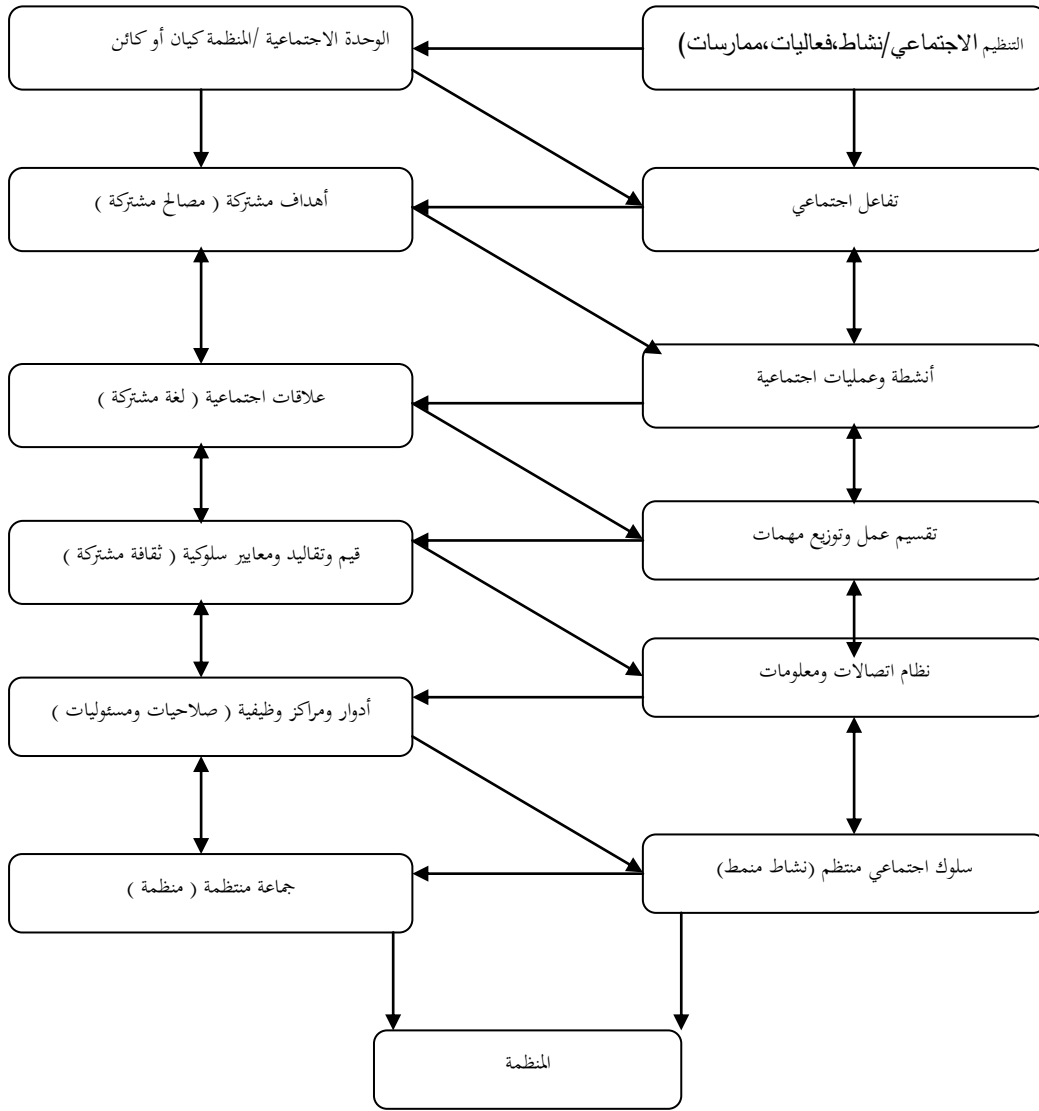 التنظيم الاجتماعي/نشاط،فعاليات،ممارسات)
الوحدة الاجتماعية /المنظمة كيان أو كائن
تفاعل اجتماعي
أهداف مشتركة ( مصالح مشتركة )
أنشطة وعمليات اجتماعية
علاقات اجتماعية ( لغة مشتركة )
تقسيم عمل وتوزيع مهمات
قيم وتقاليد ومعايير سلوكية ( ثقافة مشتركة )
نظام اتصالات ومعلومات
أدوار ومراكز وظيفية ( صلاحيات ومسئوليات )
سلوك اجتماعي منتظم (نشاط منمط)
جماعة منتظمة ( منظمة )
المنظمة